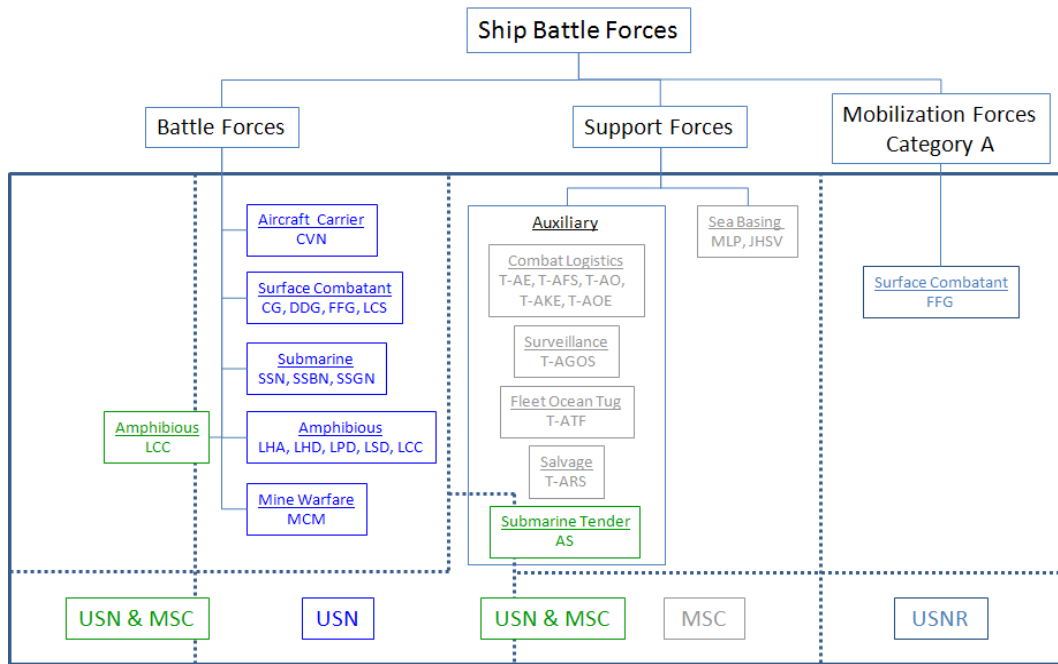 Ship Battle Forces
Battle Forces
Support Forces
Mobilization Forces
Category A
Aircraft Carrier
CVN
Surface Combatant
CG, DDG, FFG, LCS
Submarine
SSN, SSBN, SSGN
Amphibious
LCC
Amphibious
LHA, LHD, LPD, LSD, LCC
Mine Warfare
MCM
Auxiliary
Combat Logistics
T-AE, T-AFS, T-AO,
T-AKE, T-AOE
Surveillance
T-AGOS
Fleet Ocean Tug
T-ATF
Salvage
T-ARS
Submarine Tender
AS
Sea Basing
MLP, JHSV
Surface Combatant
FFG
USN & MSC
USN
USN & MSC
MSC
USNR